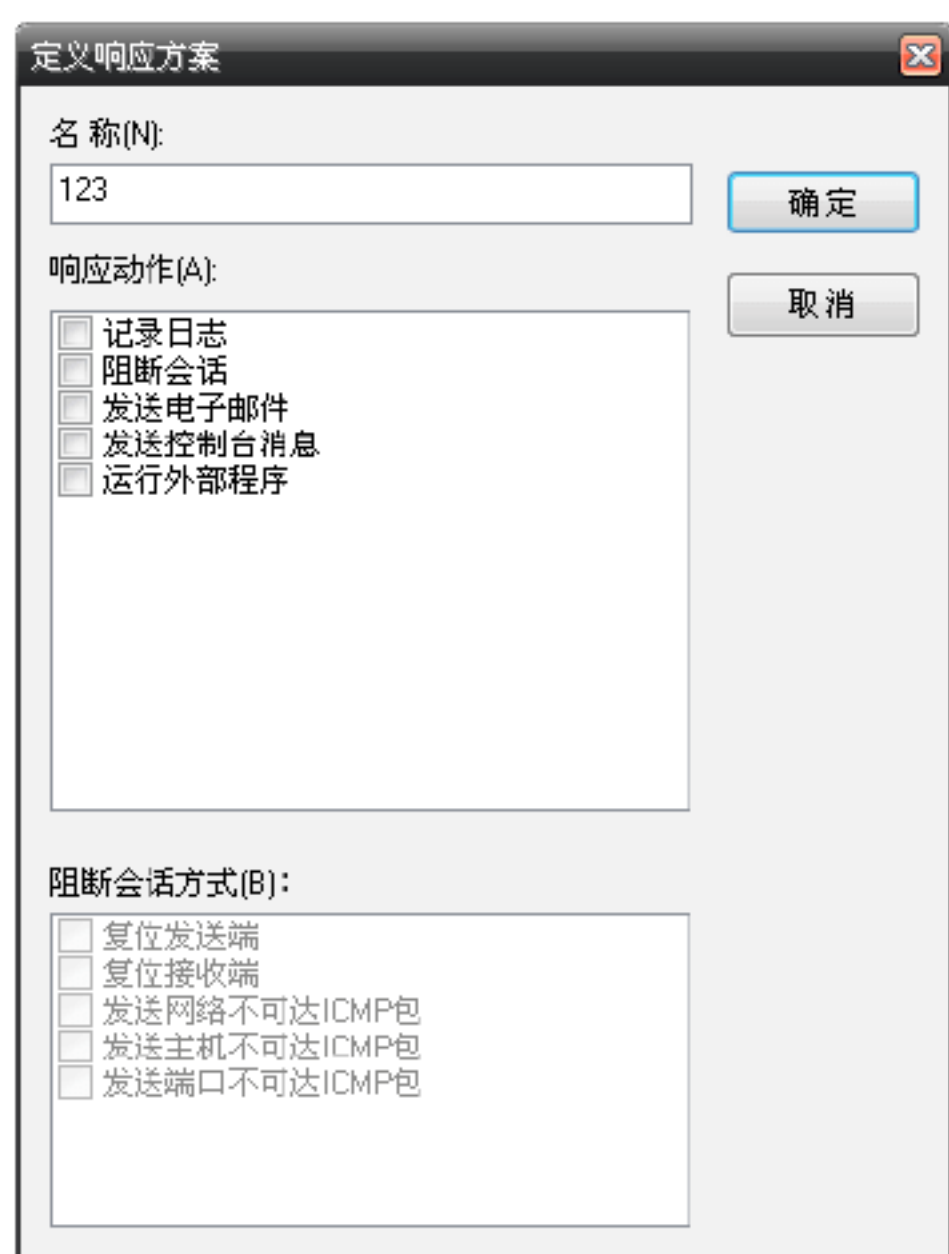 定义响应方案
名 称(N):
123
确定
响应动作(A):
取消
记录日志
阻断会话
发送电子邮件
发送控制台消息
运行外部程序
阻断会话方式(B):
复位发送端
复位接收端
发送网络不可达ICMP包
发送主机不可达ICMP包
发送端口不可达ICMP包